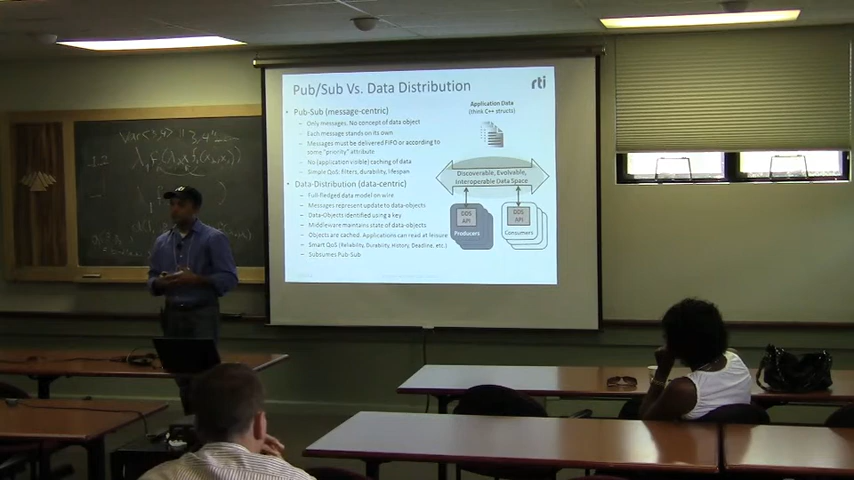 Pub/Sub Vs. Data Distribution
rti
• Pub-Sub (message-centric)
– Only messages. No concept of data object
– Each message stands on its own
– Messages must be delivered FIFO or according to
some "priority" attribute
– No (application visible) caching of data
– Simple QoS: filters, durability, lifespan
• Data-Distribution (data-centric)
– Full-fledged data model on wire
– Messages represent update to data-objects
– Data-Objects identified using a key
– Middleware maintains state of data-objects
– Objects are cached. Applications can read at leisure
– Smart QoS (Reliability, Durability, History, Deadline, etc.)
– Subsumes Pub-Sub
Application Data
(think C++ structs)
Discoverable, Evolvable,
Interoperable Data Space
DDS
API
Producers
DDS
API
Consumers